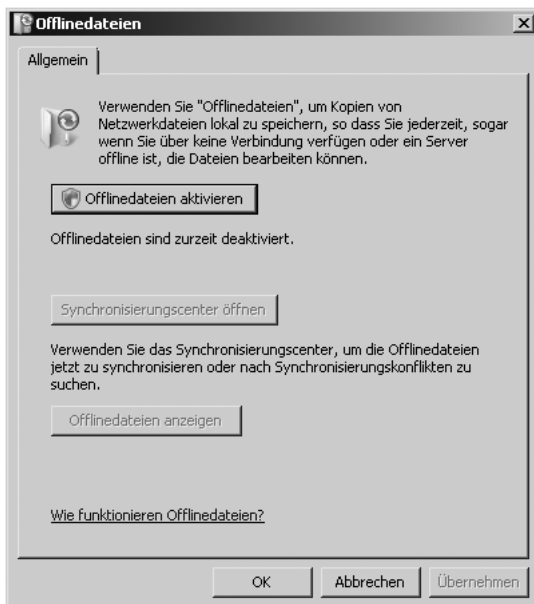 Offlinedateien
Allgemein
Verwenden Sie "Offlinedateien", um Kopien von
Netzwerkdateien lokal zu speichern, so dass Sie jederzeit, sogar
wenn Sie über keine Verbindung verfügen oder ein Server
offline ist, die Dateien bearbeiten können.
Offlinedateien aktivieren
Offlinedateien sind zurzeit deaktiviert.
Synchronisierungscenter öffnen
Verwenden Sie das Synchronisierungscenter, um die Offlinedateien
jetzt zu synchronisieren oder nach Synchronisierungskonflikten zu
suchen.
Offlinedateien anzeigen
Wie funktionieren Offlinedateien?
OK Abbrechen Übernehmen